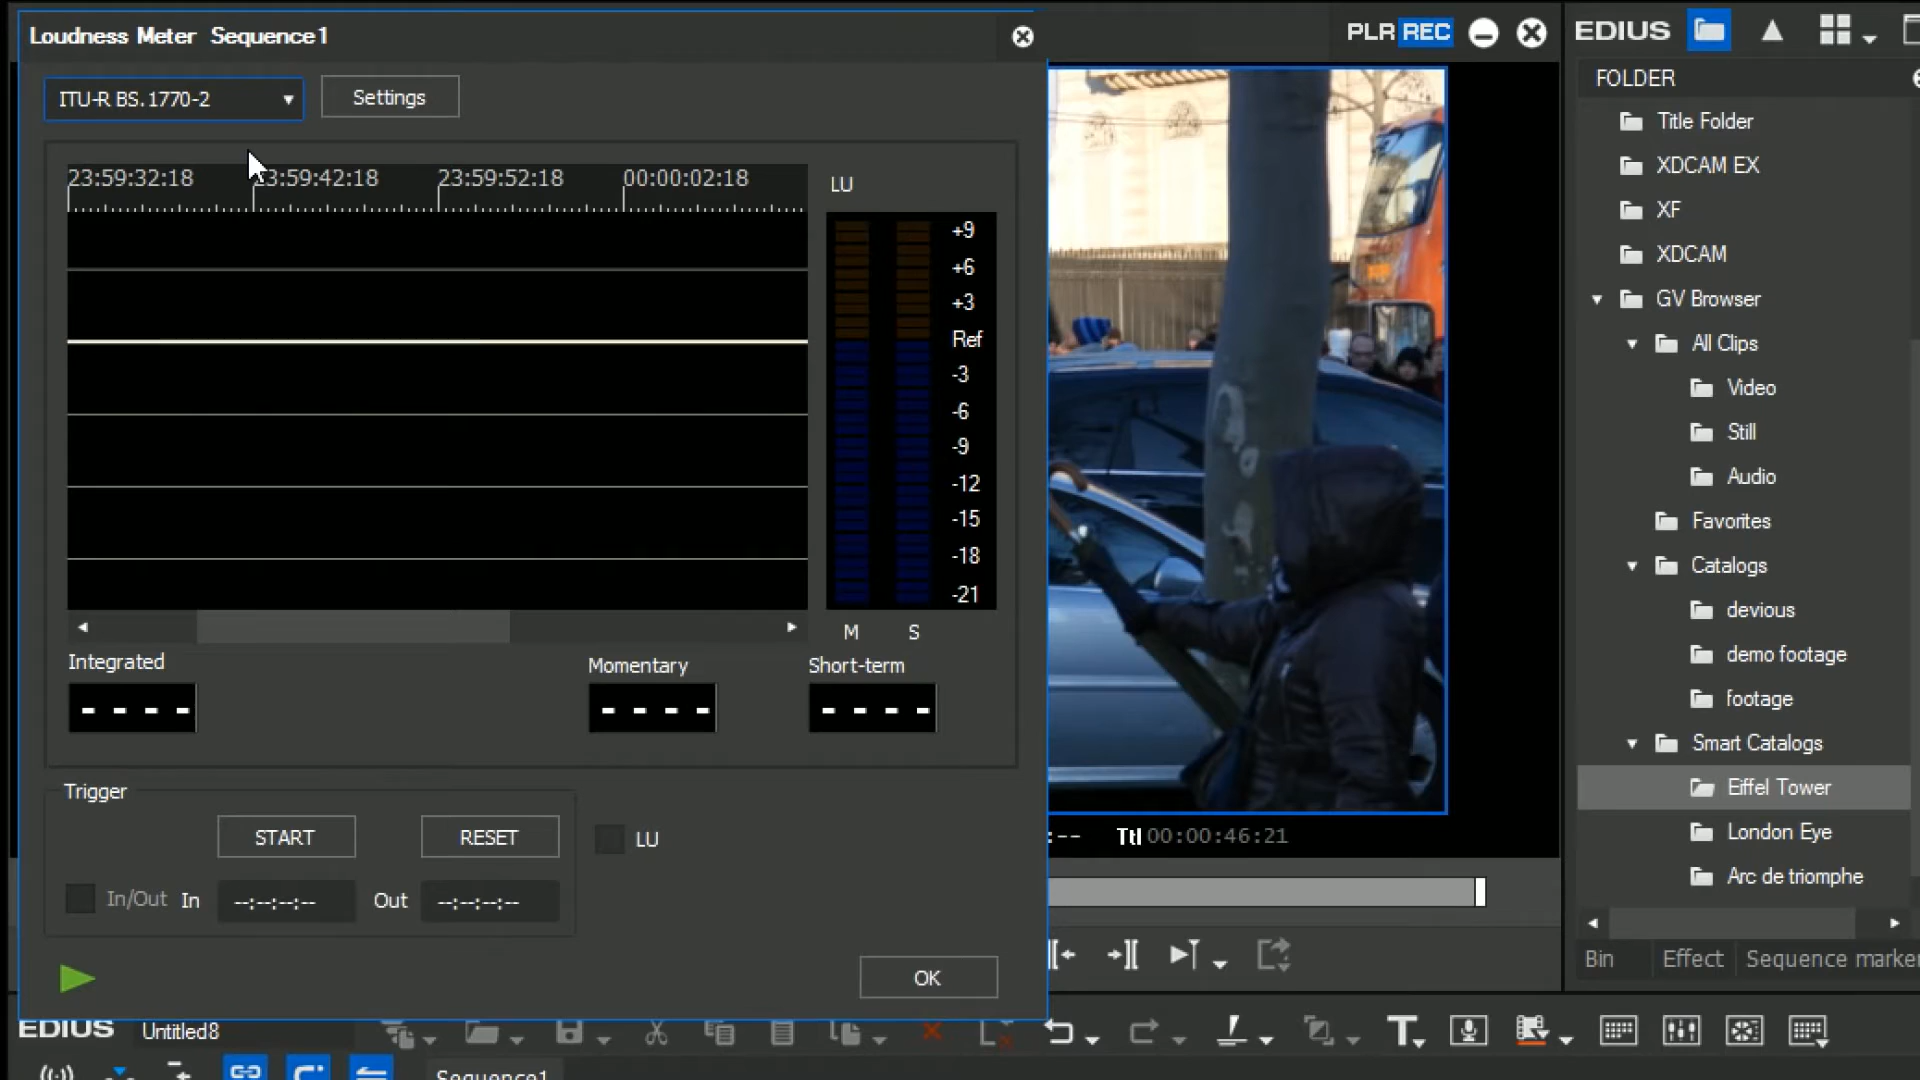 Loudness Meter Sequence1
ITU-R BS.1770-2
Settings
23:59:32:18
23:59:42:18
23:59:52:18
00:00:02:18
LU
+9
+6
+3
Ref
-3
-6
-9
-12
-15
-18
-21
M
S
Integrated
- - - -
Momentary
- - - -
Short-term
- - - -
Trigger
START
RESET
LU
In/Out
In
--:--:--:--
Out
--:--:--:--
OK
PLR REC
:-- Ttl 00:00:46:21
EDIUS
FOLDER
Title Folder
XDCAM EX
XF
XDCAM
GV Browser
All Clips
Video
Still
Audio
Favorites
Catalogs
devious
demo footage
footage
Smart Catalogs
Eiffel Tower
London Eye
Arc de triomphe
Bin
Effect
Sequence marker
EDIUS
Untitled8
Sequence1